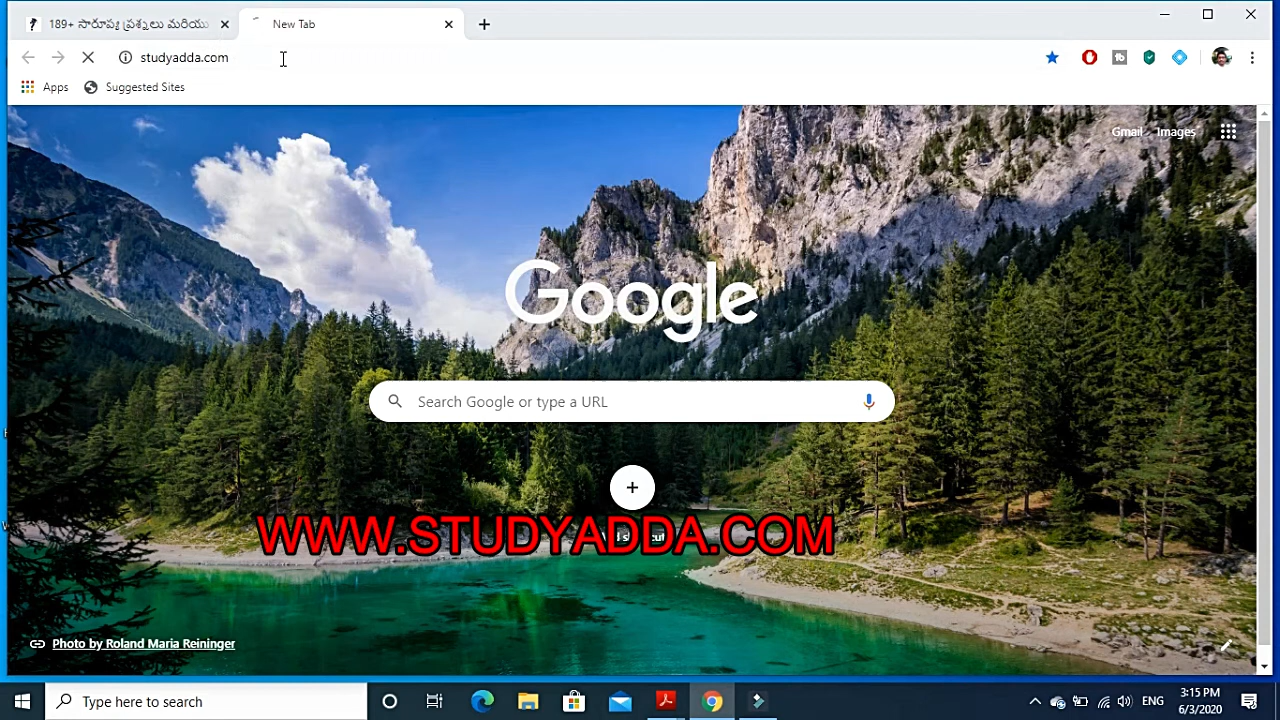 189+ సారూప్య ప్రశ్నలు మరియు
New Tab
studyadda.com
Apps
Suggested Sites
Gmail
Images
Google
Search Google or type a URL
WWW.STUDYADDA.COM
Photo by Roland Maria Reininger
Type here to search
ENG
3:15 PM
6/3/2020